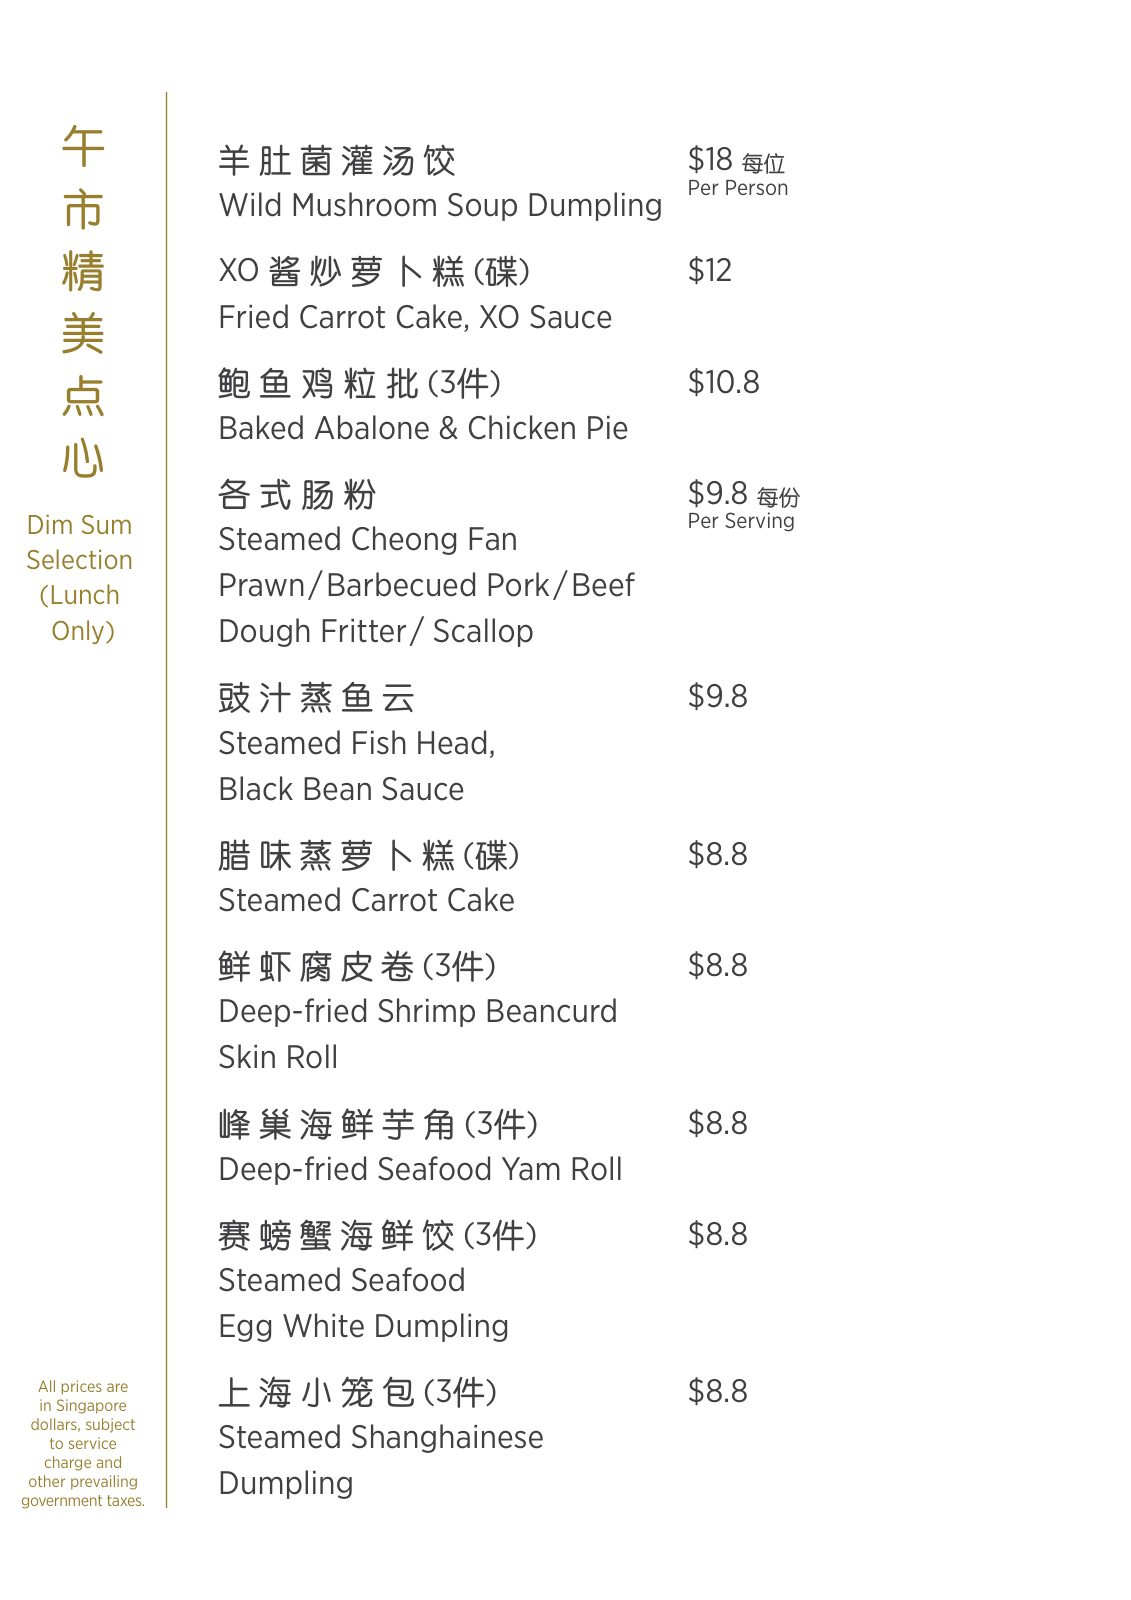 午市精美点心
Dim Sum
Selection
(Lunch
Only)
羊肚菌灌汤饺
$18 每位
Per Person
Wild Mushroom Soup Dumpling
XO 酱炒萝卜糕 (碟)
$12
Fried Carrot Cake, XO Sauce
鲍鱼鸡粒批 (3件)
$10.8
Baked Abalone & Chicken Pie
各式肠粉
$9.8 每份
Per Serving
Steamed Cheong Fan
Prawn/Barbecued Pork/Beef
Dough Fritter/ Scallop
豉汁蒸鱼云
$9.8
Steamed Fish Head,
Black Bean Sauce
腊味蒸萝卜糕 (碟)
$8.8
Steamed Carrot Cake
鲜虾腐皮卷 (3件)
$8.8
Deep-fried Shrimp Beancurd
Skin Roll
峰巢海鲜芋角 (3件)
$8.8
Deep-fried Seafood Yam Roll
赛螃蟹海鲜饺 (3件)
$8.8
Steamed Seafood
Egg White Dumpling
上海小笼包 (3件)
$8.8
Steamed Shanghainese
Dumpling
All prices are
in Singapore
dollars, subject
to service
charge and
other prevailing
government taxes.